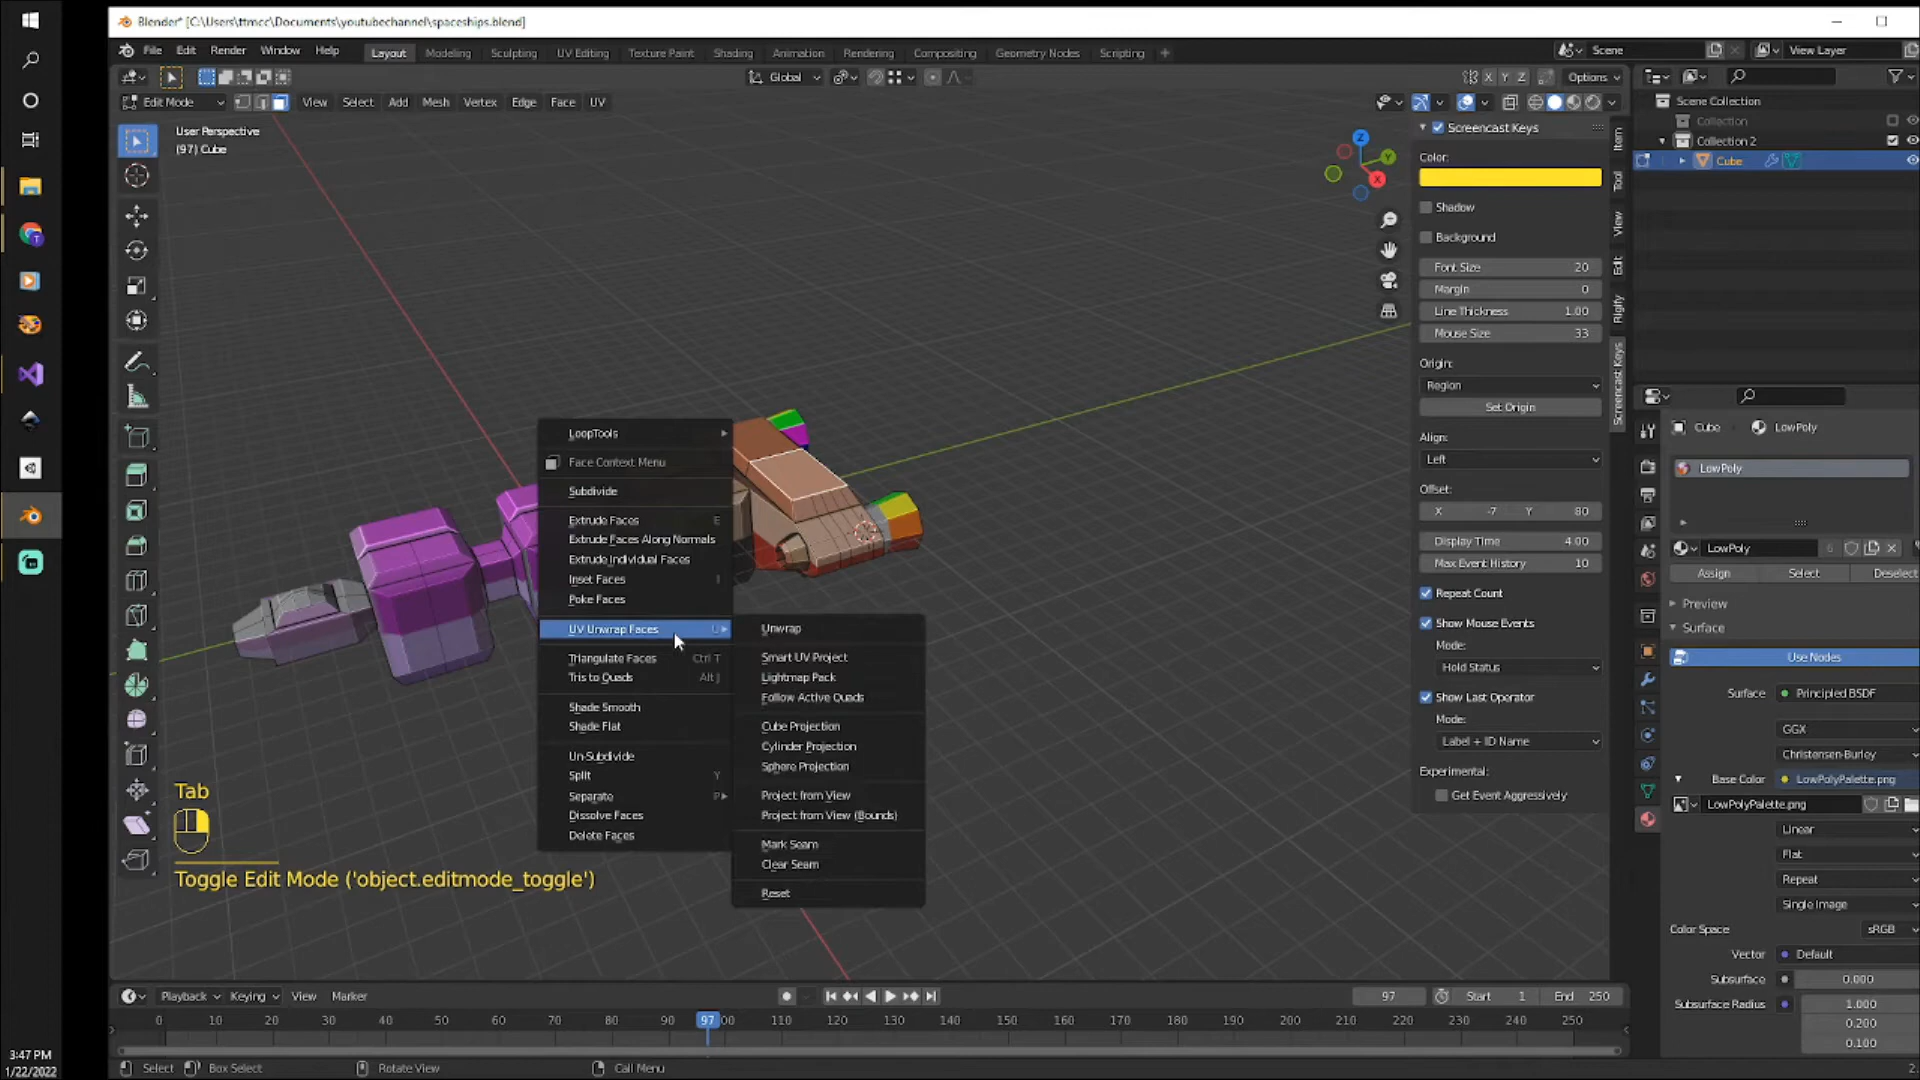 Blender* [C:\Users\ttmcc\Documents\youtubechannel\spaceships.blend]
File Edit Render Window Help Layout Modeling Sculpting UV Editing Texture Paint Shading Animation Rendering Compositing Geometry Nodes Scripting + Scene View Layer
Global X Y Z Options
Edit Mode View Select Add Mesh Vertex Edge Face UV
User Perspective
(97) Cube
Z
Y
X
Screencast Keys
Color:
Shadow
Background
Font Size 20
Margin 0
Line Thickness 1.00
Mouse Size 33
Origin:
Region
Set Origin
Align:
Left
Offset:
X -7 Y 80
Display Time 4.00
Max Event History 10
Repeat Count
Show Mouse Events
Mode:
Hold Status
Show Last Operator
Mode:
Label + ID Name
Experimental:
Get Event Aggressively
Item
Tool
View
Edit
Rigify
Screencast Keys
Scene Collection
Collection
Collection 2
Cube
Cube LowPoly
LowPoly
LowPoly
Assign Select Deselect
Preview
Surface
Use Nodes
Surface Principled BSDF
GGX
Christensen-Burley
Base Color LowPolyPalette.png
LowPolyPalette.png
Linear
Flat
Repeat
Single Image
Color Space sRGB
Vector Default
Subsurface 0.000
Subsurface Radius 1.000
0.200
0.100
LoopTools
Face Context Menu
Subdivide
Extrude Faces E
Extrude Faces Along Normals
Extrude Individual Faces
Inset Faces I
Poke Faces
UV Unwrap Faces U
Triangulate Faces Ctrl T
Tris to Quads Alt J
Shade Smooth
Shade Flat
Un-Subdivide
Split Y
Separate P
Dissolve Faces
Delete Faces
Unwrap
Smart UV Project
Lightmap Pack
Follow Active Quads
Cube Projection
Cylinder Projection
Sphere Projection
Project from View
Project from View (Bounds)
Mark Seam
Clear Seam
Reset
Tab
Toggle Edit Mode ('object.editmode_toggle')
Playback Keying View Marker 97 Start 1 End 250
0 10 20 30 40 50 60 70 80 90 97 00 110 120 130 140 150 160 170 180 190 200 210 220 230 240 250
Select Box Select Rotate View Call Menu 2.
3:47 PM
1/22/2022